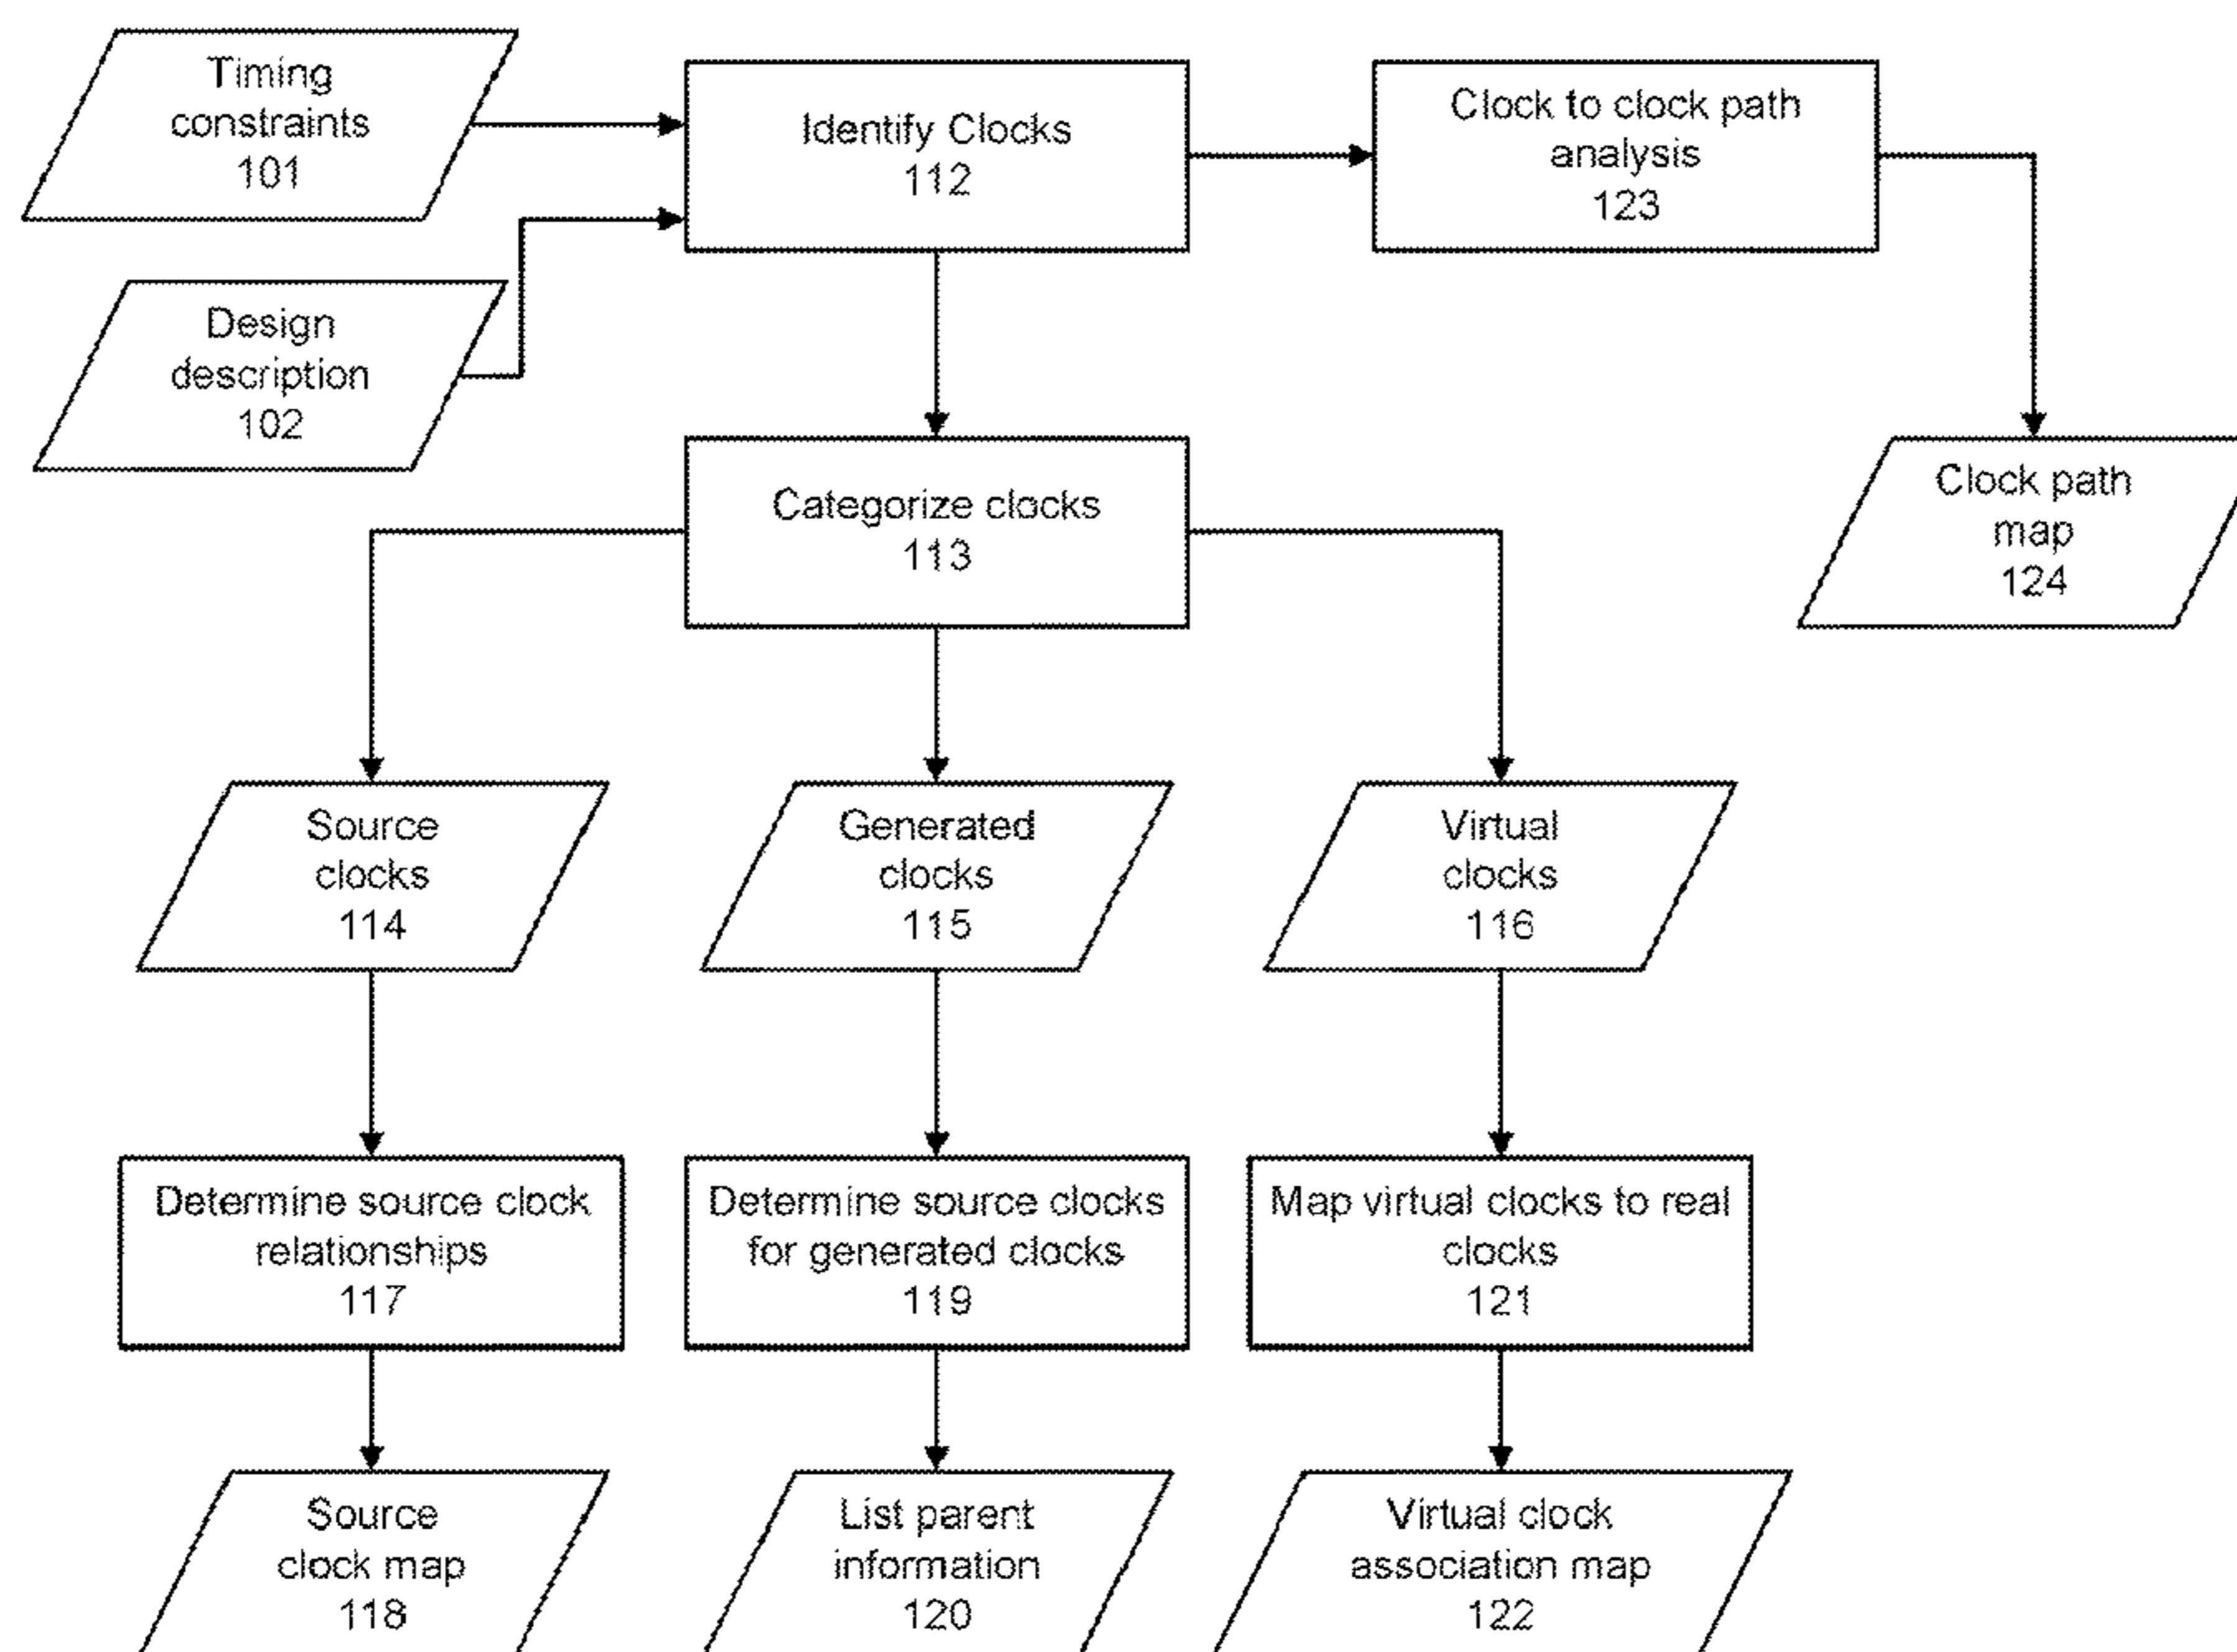 Timing
constraints
101
Identify Clocks
112
Clock to clock path
analysis
123
Design
description
102
Categorize clocks
113
Clock path
map
124
Source
clocks
114
Generated
clocks
115
Virtual
clocks
116
Determine source clock
relationships
117
Determine source clocks
for generated clocks
119
Map virtual clocks to real
clocks
121
Source
clock map
118
List parent
information
120
Virtual clock
association map
122